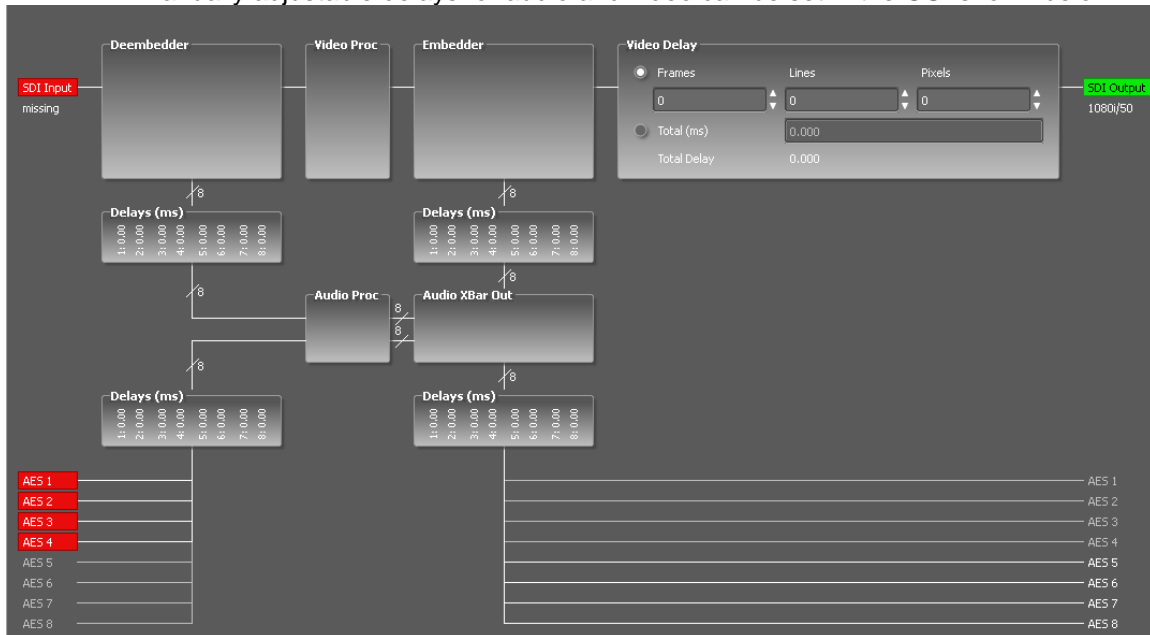 Deembedder Video Proc Embedder Video Delay
Frames Lines Pixels
SDI Input SDI Output
missing 0 0 0 1080i/50
Total (ms) 0.000
Total Delay 0.000
8 8
Delays (ms) Delays (ms)
1: 0.00 2: 0.00 3: 0.00 4: 0.00 5: 0.00 6: 0.00 7: 0.00 8: 0.00 1: 0.00 2: 0.00 3: 0.00 4: 0.00 5: 0.00 6: 0.00 7: 0.00 8: 0.00
8 8
Audio Proc Audio XBar Out
8
8
8 8
Delays (ms) Delays (ms)
1: 0.00 2: 0.00 3: 0.00 4: 0.00 5: 0.00 6: 0.00 7: 0.00 8: 0.00 1: 0.00 2: 0.00 3: 0.00 4: 0.00 5: 0.00 6: 0.00 7: 0.00 8: 0.00
AES 1 AES 1
AES 2 AES 2
AES 3 AES 3
AES 4 AES 4
AES 5 AES 5
AES 6 AES 6
AES 7 AES 7
AES 8 AES 8